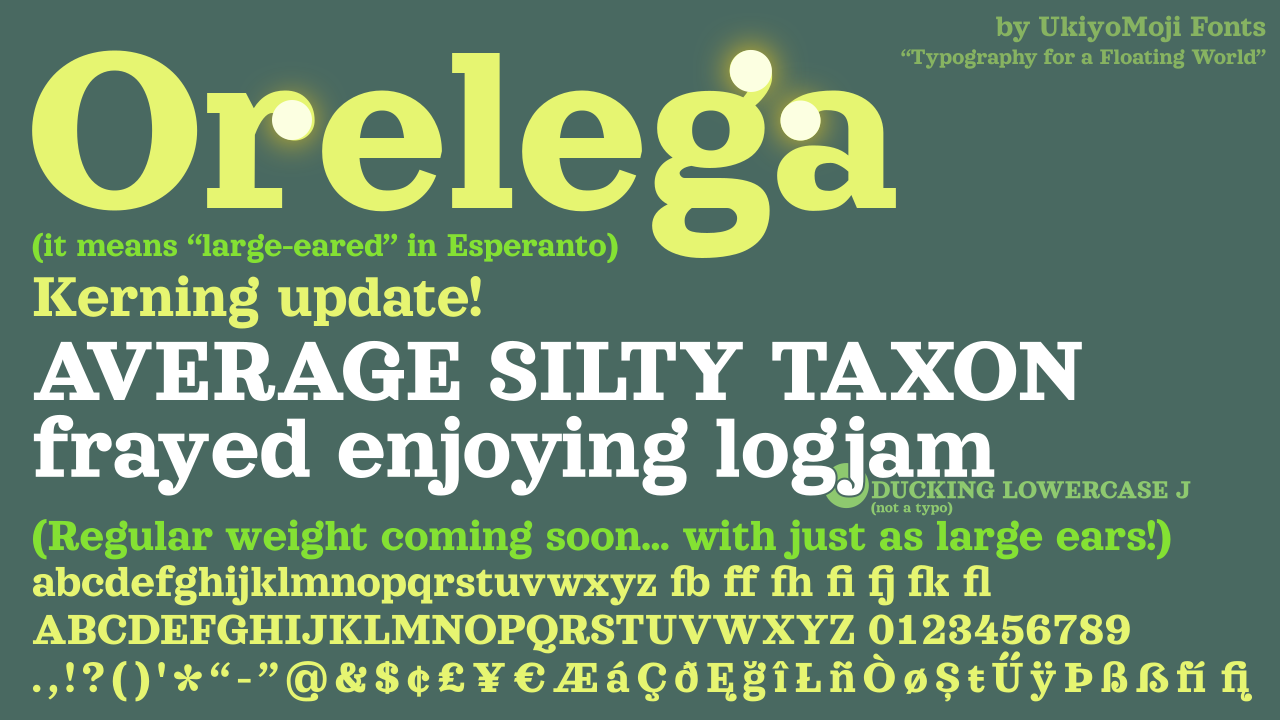 by UkiyoMoji Fonts
“Typography for a Floating World”
Orelega
(it means “large-eared” in Esperanto)
Kerning update!
AVERAGE SILTY TAXON
frayed enjoying logjam
DUCKING LOWERCASE J
(not a typo)
(Regular weight coming soon... with just as large ears!)
abcdefghijklmnopqrstuvwxyz fb ff fh fi fj fk fl
ABCDEFGHIJKLMNOPQRSTUVWXYZ 0123456789
.,!?()'*“-”@&$¢£¥€ÆáÇðĘğîŁñÒøȘŧŰÿÞßẞfí fį